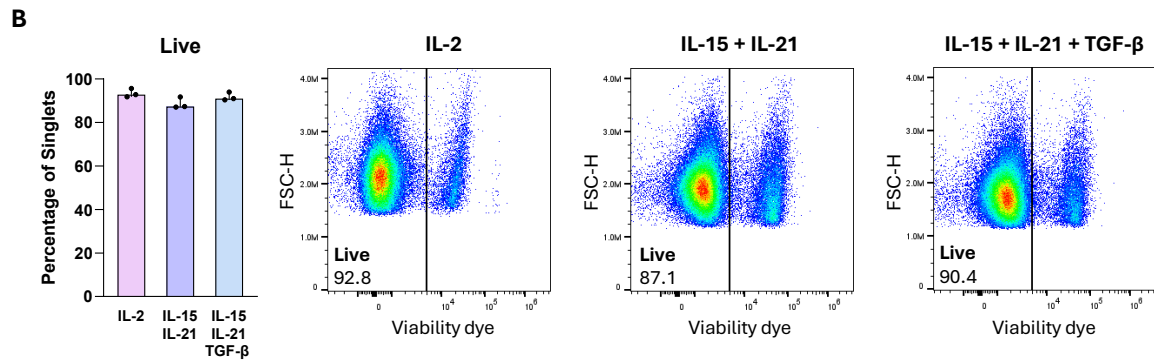 B
Live
Percentage of Singlets
100
80
60
40
20
0
IL-2
IL-15
IL-21
IL-15
IL-21
TGF-β
IL-2
FSC-H
4.0M
3.0M
2.0M
1.0M
0
Live
92.8
0
10⁴
10⁵
10⁶
Viability dye
IL-15 + IL-21
FSC-H
4.0M
3.0M
2.0M
1.0M
0
Live
87.1
0
10⁴
10⁵
10⁶
Viability dye
IL-15 + IL-21 + TGF-β
FSC-H
4.0M
3.0M
2.0M
1.0M
0
Live
90.4
0
10⁴
10⁵
10⁶
Viability dye